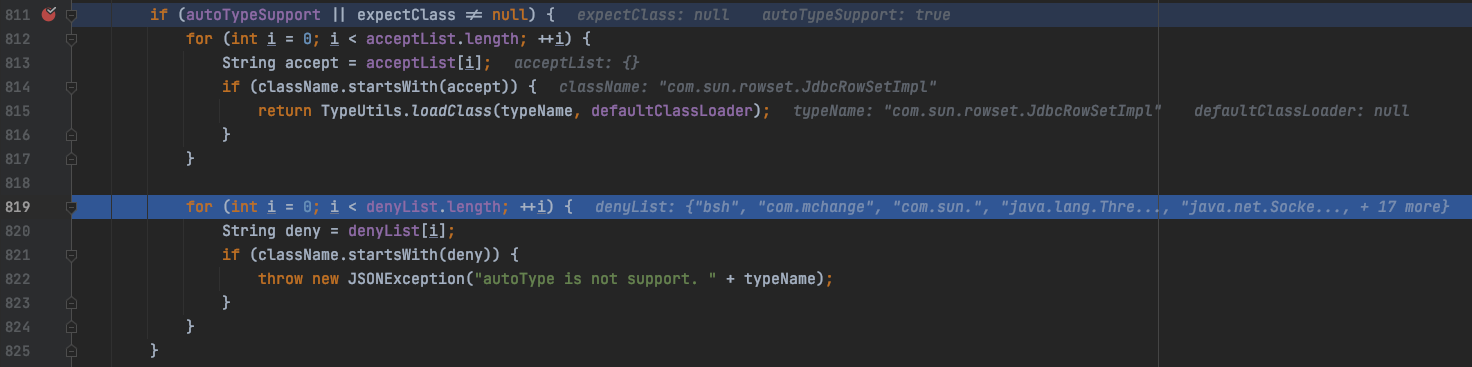 811 if (autoTypeSupport || expectClass ≠ null) { expectClass: null autoTypeSupport: true
812 for (int i = 0; i < acceptList.length; ++i) {
813 String accept = acceptList[i]; acceptList: {}
814 if (className.startsWith(accept)) { className: "com.sun.rowset.JdbcRowSetImpl"
815 return TypeUtils.loadClass(typeName, defaultClassLoader); typeName: "com.sun.rowset.JdbcRowSetImpl" defaultClassLoader: null
816 }
817 }
818
819 for (int i = 0; i < denyList.length; ++i) { denyList: {"bsh", "com.mchange", "com.sun.", "java.lang.Thre..., "java.net.Socke..., + 17 more}
820 String deny = denyList[i];
821 if (className.startsWith(deny)) {
822 throw new JSONException("autoType is not support. " + typeName);
823 }
824 }
825 }